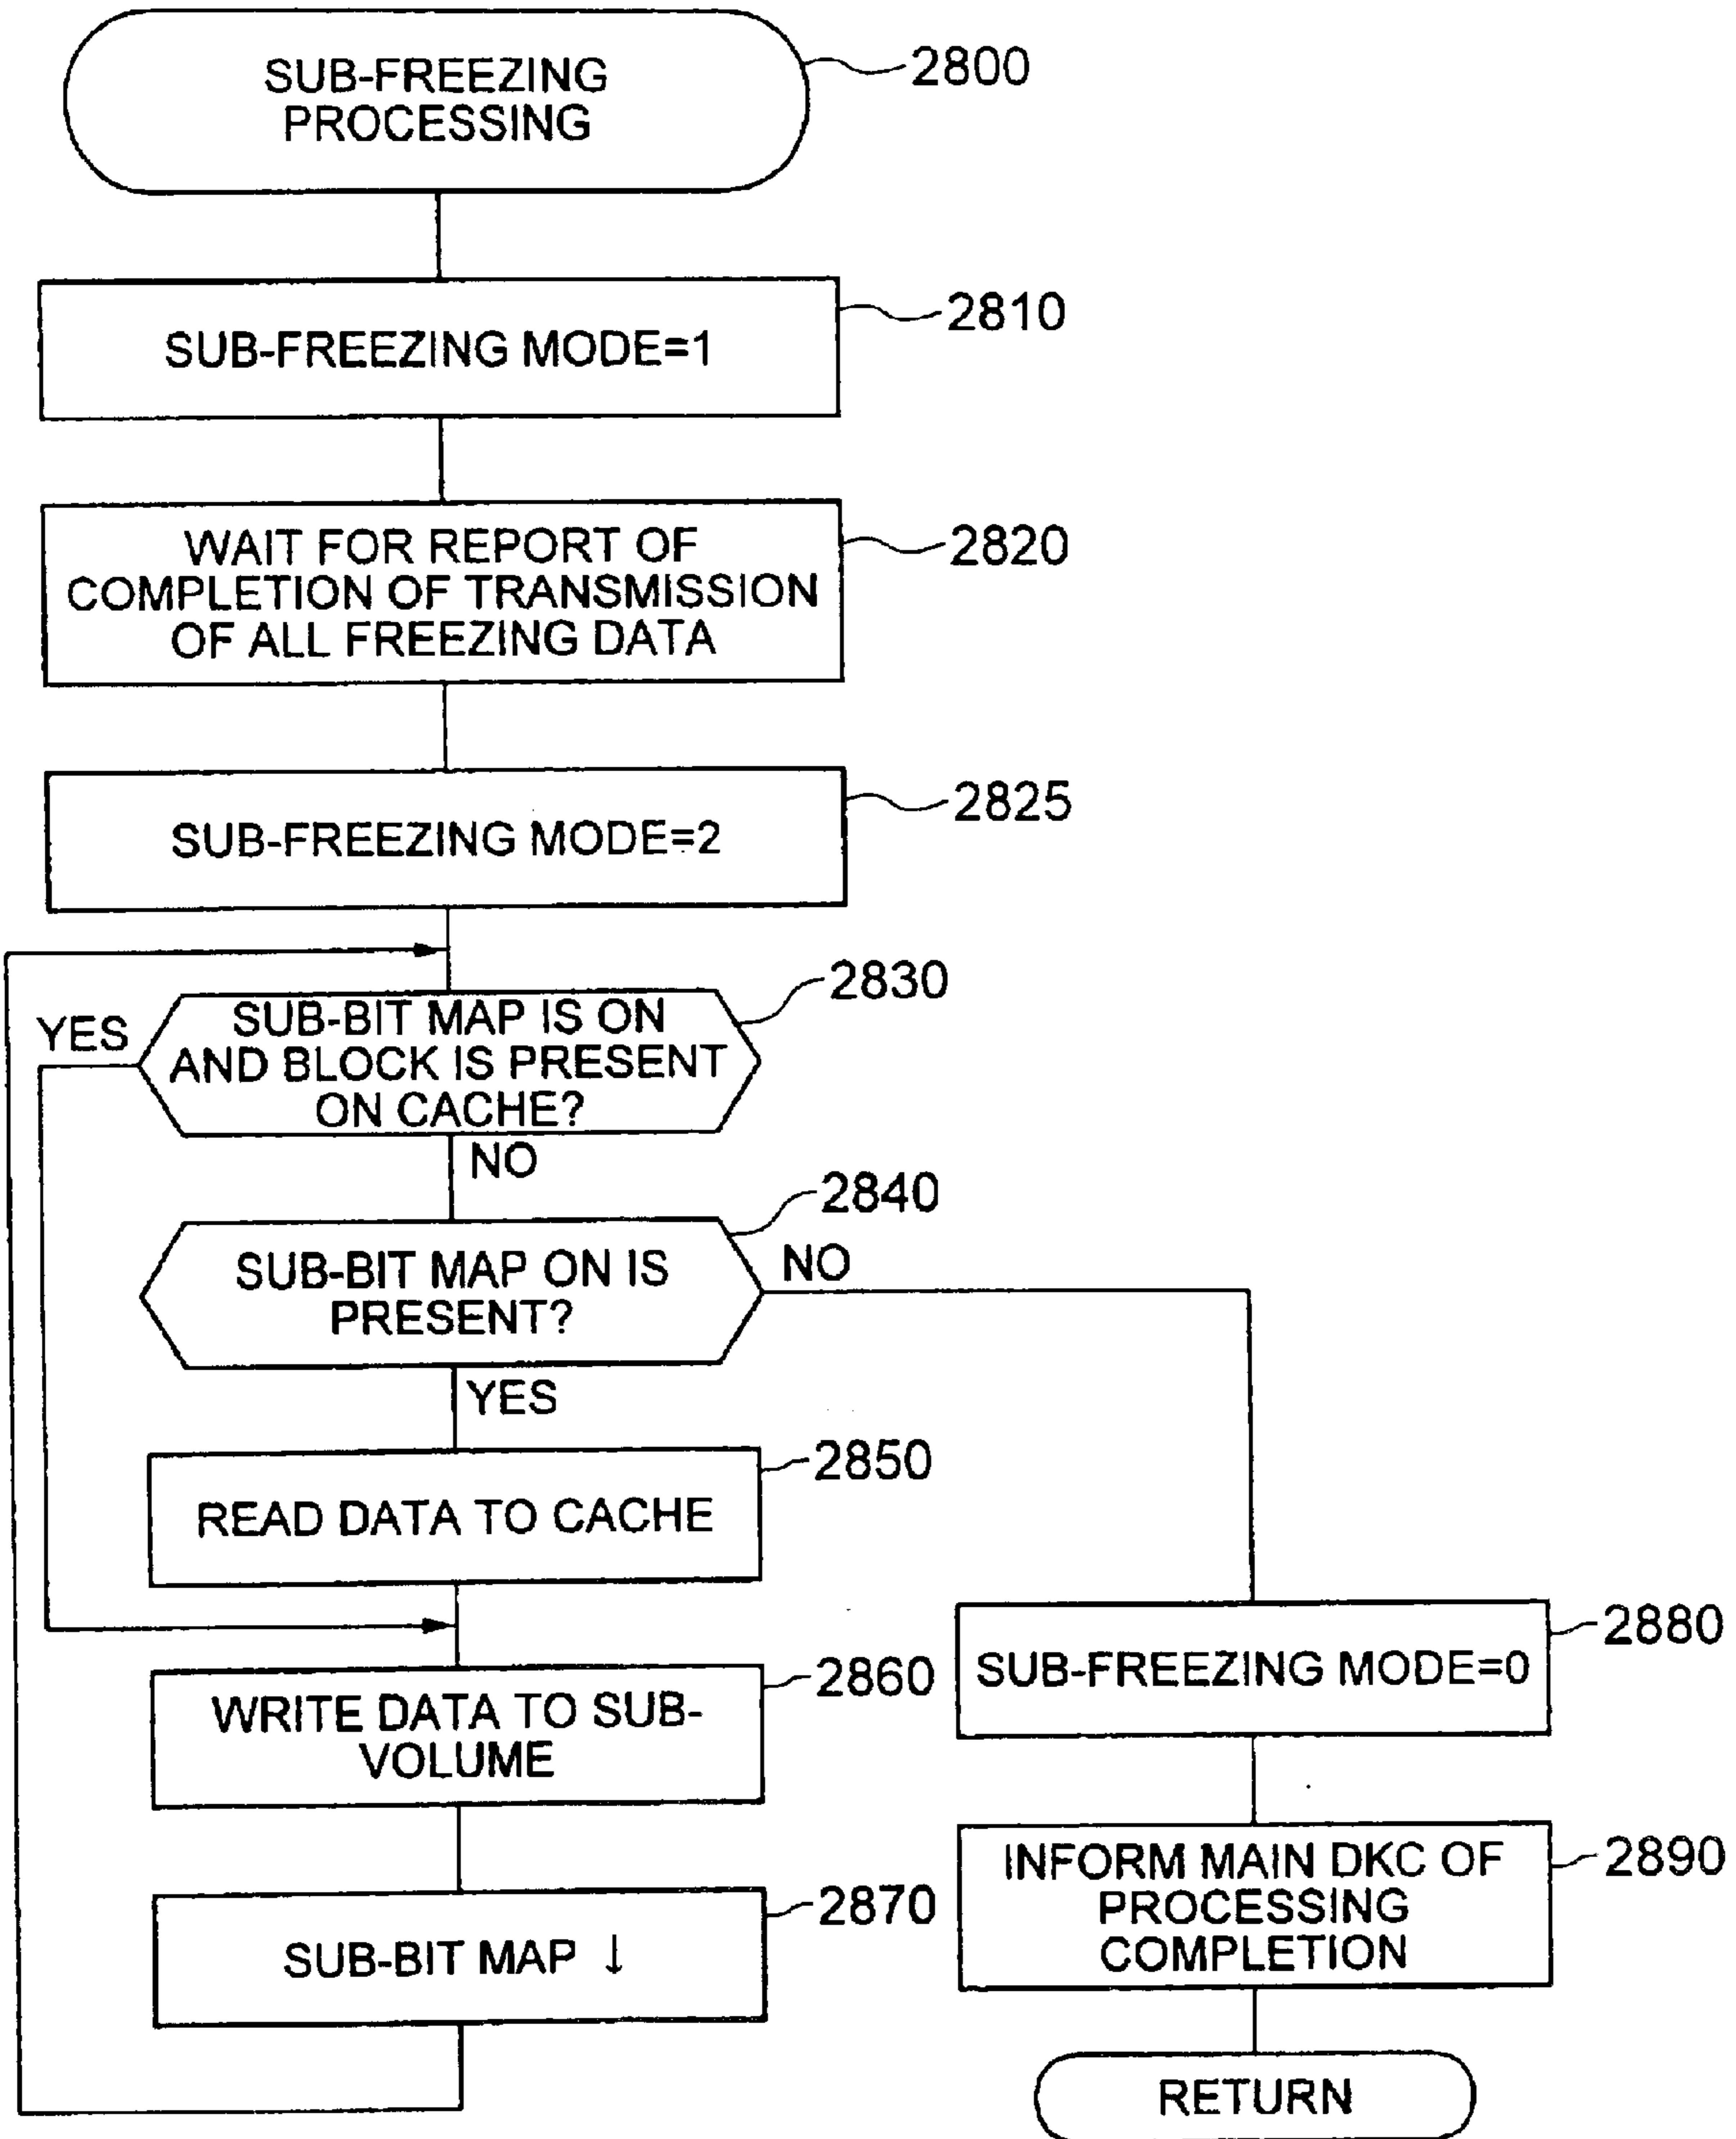 SUB-FREEZING
PROCESSING
2800
SUB-FREEZING MODE=1
2810
WAIT FOR REPORT OF
COMPLETION OF TRANSMISSION
OF ALL FREEZING DATA
2820
SUB-FREEZING MODE=2
2825
SUB-BIT MAP IS ON
AND BLOCK IS PRESENT
ON CACHE?
2830
YES
NO
SUB-BIT MAP ON IS
PRESENT?
2840
NO
YES
READ DATA TO CACHE
2850
WRITE DATA TO SUB-
VOLUME
2860
SUB-BIT MAP ↓
2870
SUB-FREEZING MODE=0
2880
INFORM MAIN DKC OF
PROCESSING
COMPLETION
2890
RETURN